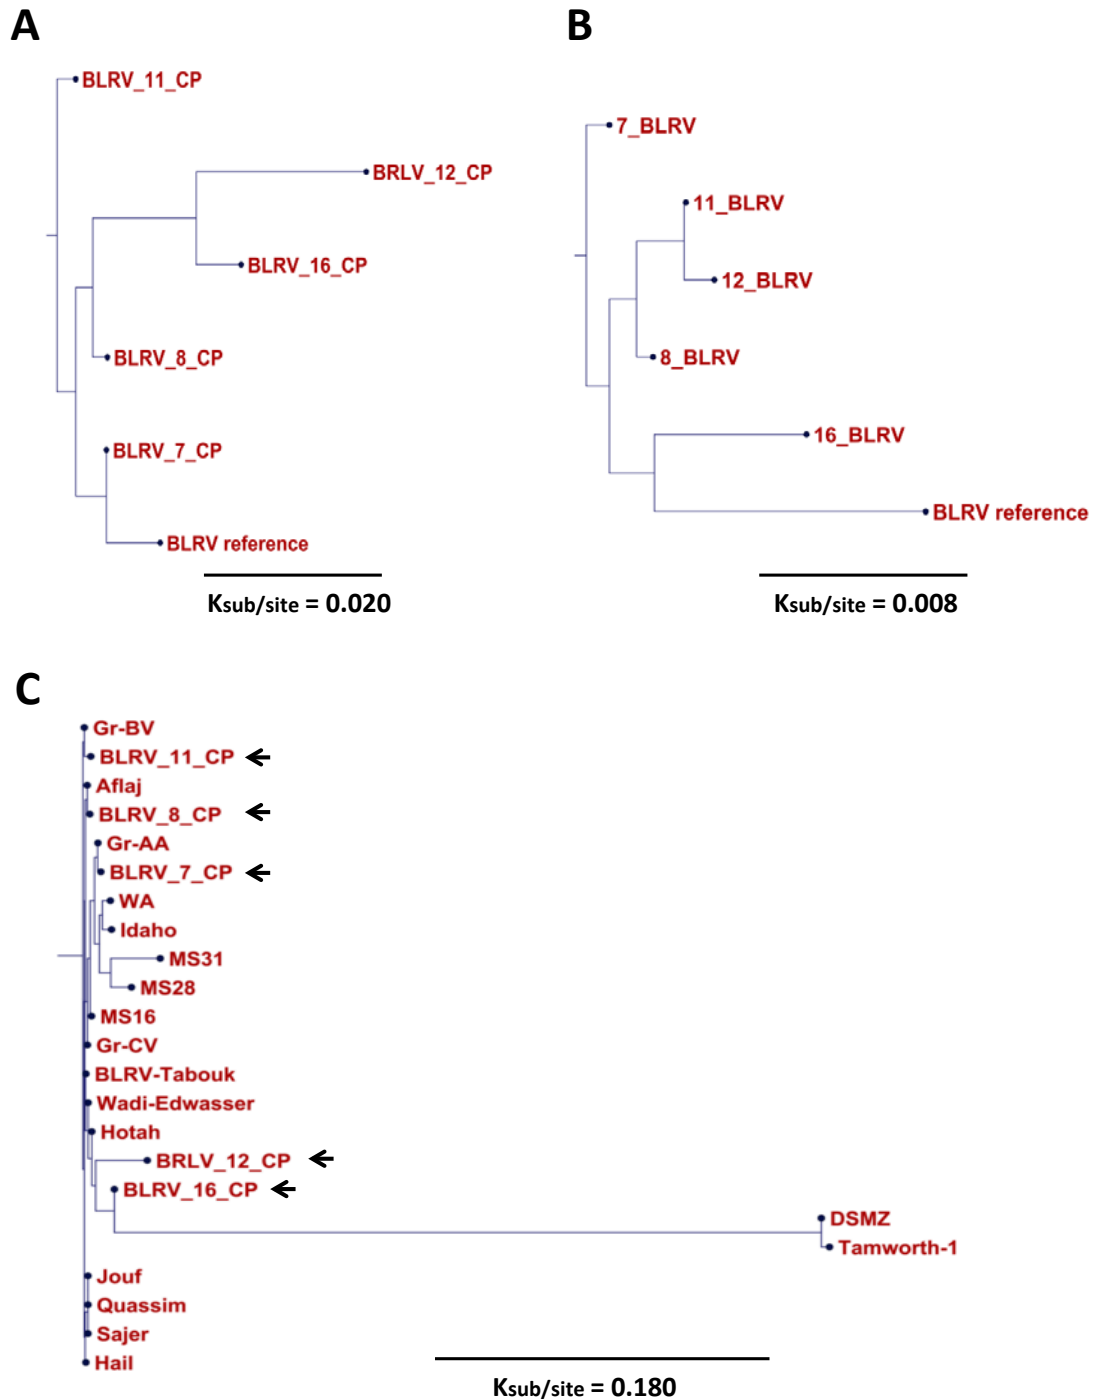 A
BLRV_11_CP
BRLV_12_CP
BLRV_16_CP
BLRV_8_CP
BLRV_7_CP
BLRV reference
Ksub/site = 0.020
B
7_BLRV
11_BLRV
12_BLRV
8_BLRV
16_BLRV
BLRV reference
Ksub/site = 0.008
C
Gr-BV
BLRV_11_CP
Aflaj
BLRV_8_CP
Gr-AA
BLRV_7_CP
WA
Idaho
MS31
MS28
MS16
Gr-CV
BLRV-Tabouk
Wadi-Edwasser
Hotah
BRLV_12_CP
BLRV_16_CP
DSMZ
Tamworth-1
Jouf
Quassim
Sajer
Hail
Ksub/site = 0.180